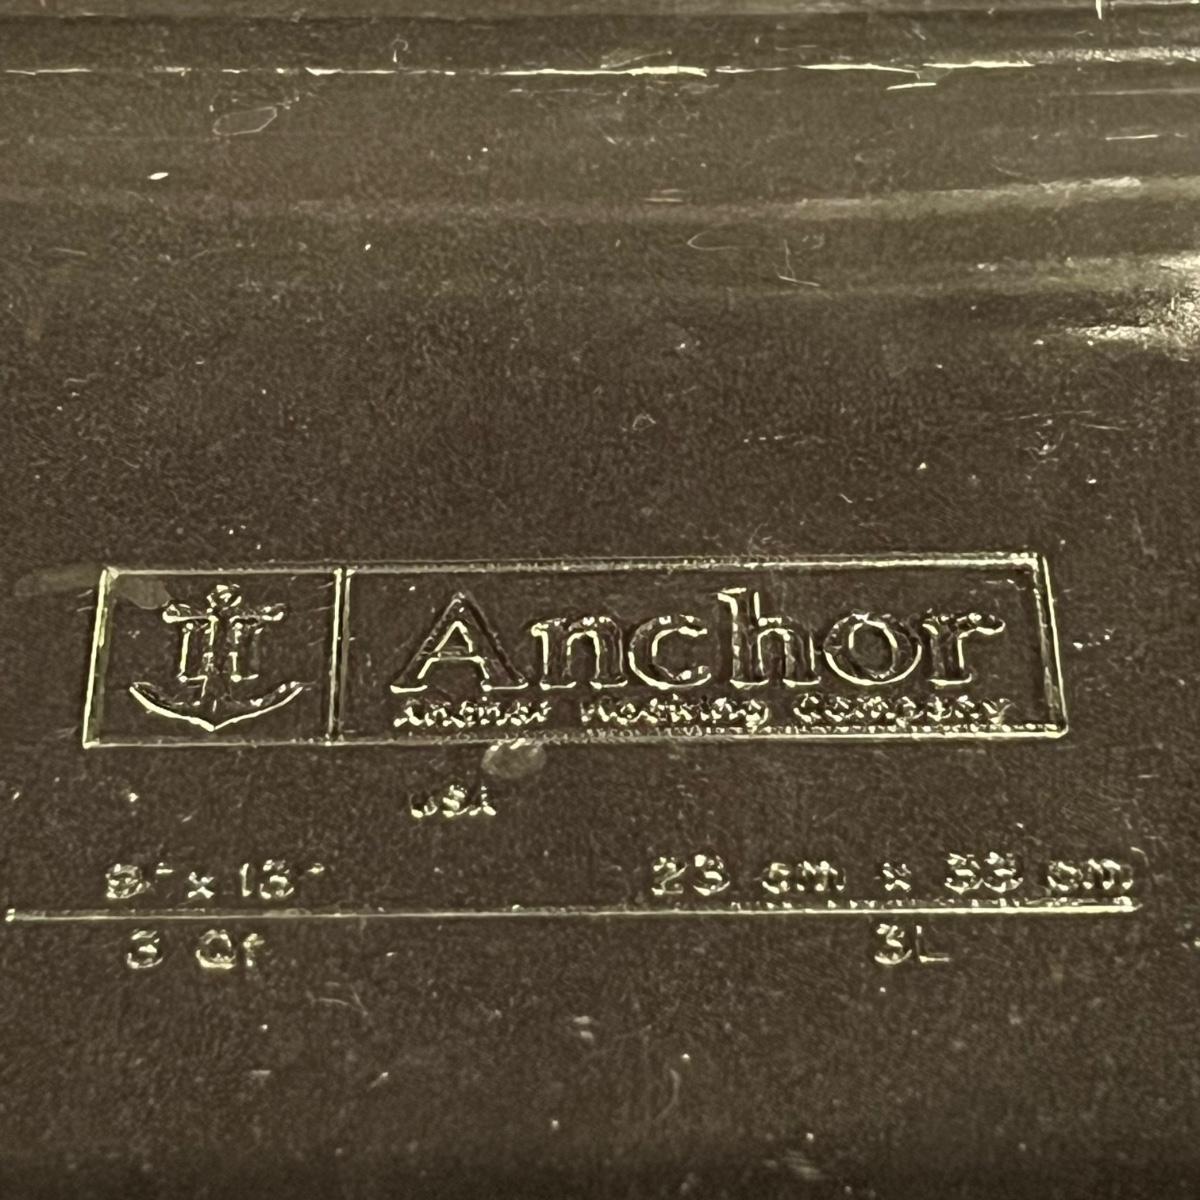 Anchor
Anchor Hocking Company
USA
9" x 13"
23 cm x 33 cm
3 Qt
3L